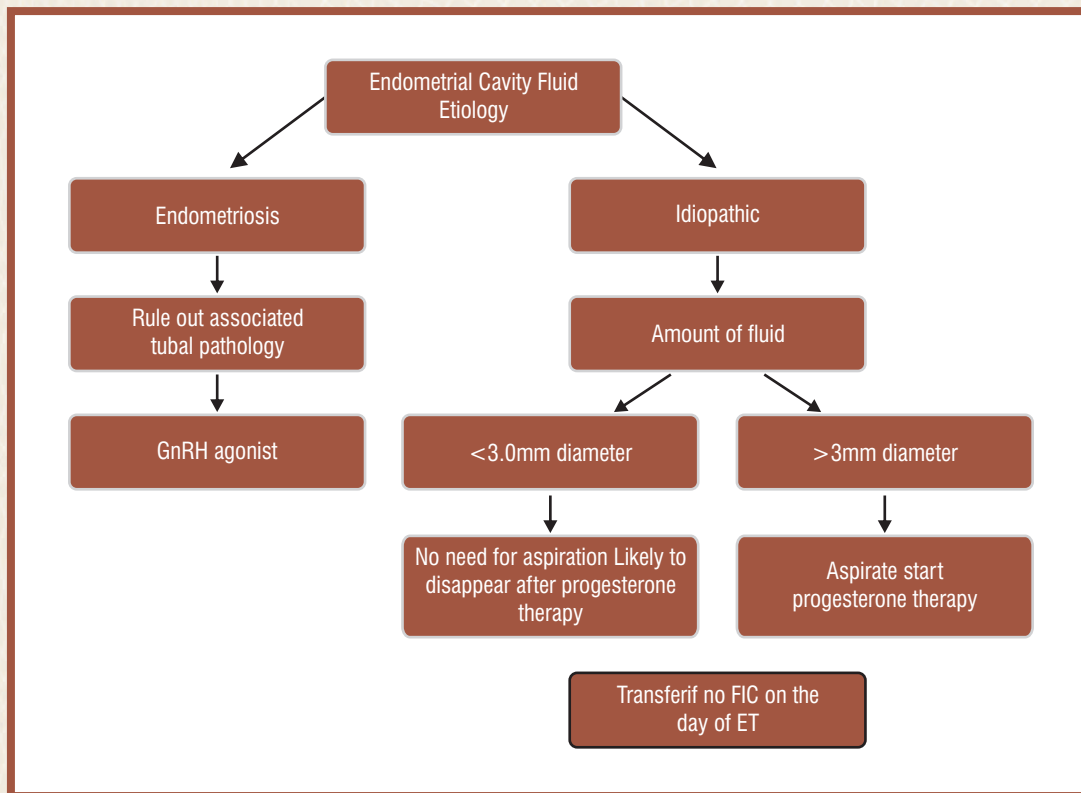 Endometrial Cavity Fluid
Etiology
Endometriosis
Idiopathic
Rule out associated
tubal pathology
Amount of fluid
GnRH agonist
<3.0mm diameter
>3mm diameter
No need for aspiration Likely to
disappear after progesterone
therapy
Aspirate start
progesterone therapy
Transferif no FIC on the
day of ET